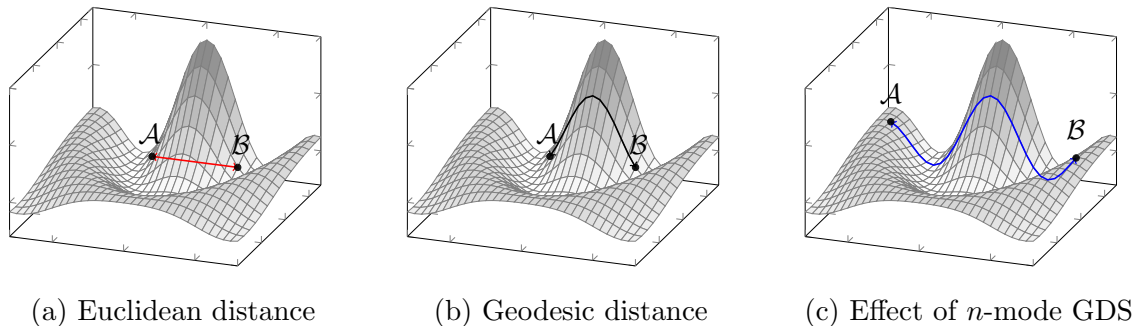 𝒜 ℬ
𝒜 ℬ
𝒜 ℬ
(a) Euclidean distance
(b) Geodesic distance
(c) Effect of n-mode GDS